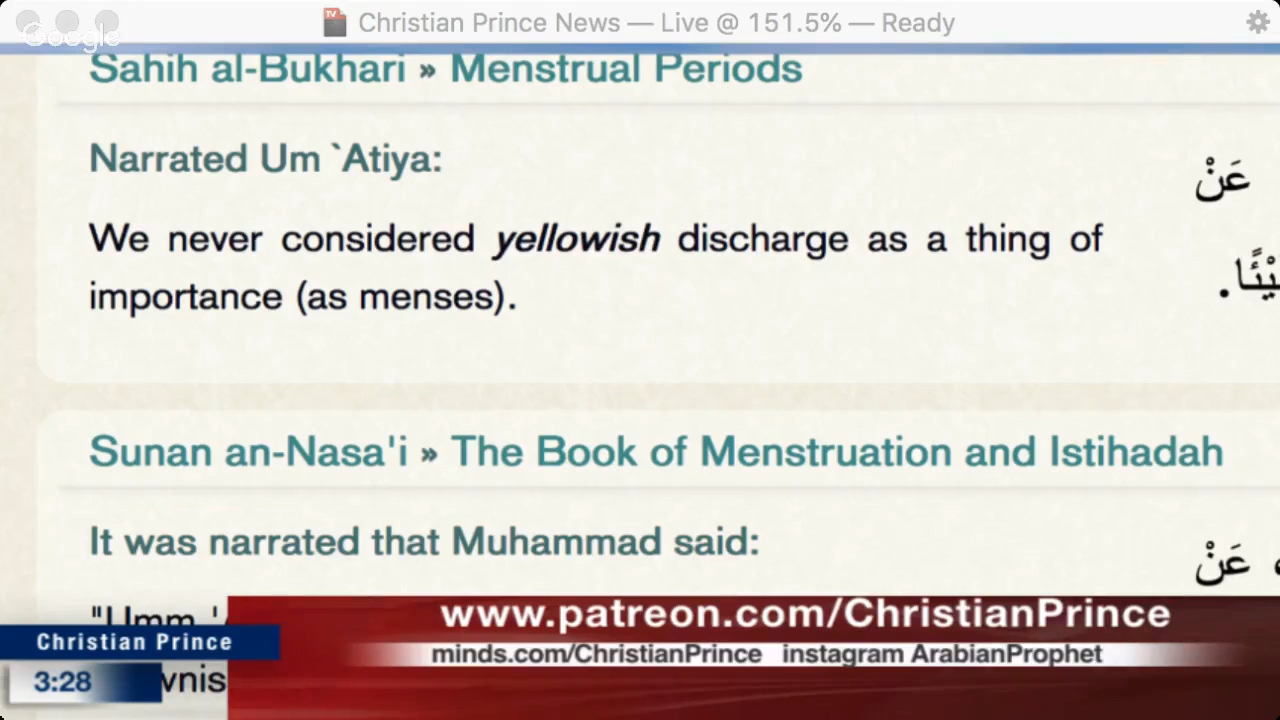 Christian Prince News — Live @ 151.5% — Ready
Google
Sahih al-Bukhari » Menstrual Periods
Narrated Um `Atiya:
عَنْ
We never considered yellowish discharge as a thing of
importance (as menses).
Sunan an-Nasa'i » The Book of Menstruation and Istihadah
It was narrated that Muhammad said:
عَنْ
"Umm
www.patreon.com/ChristianPrince
Christian Prince
minds.com/ChristianPrince instagram ArabianProphet
3:28